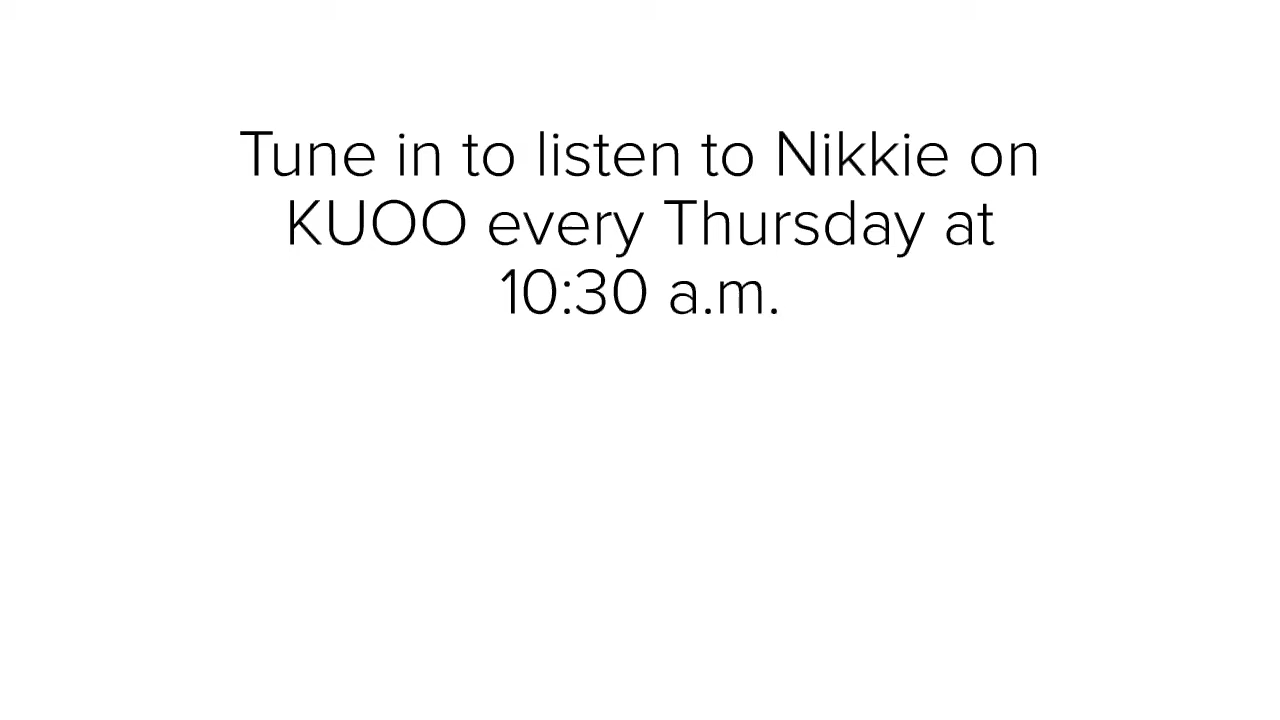 Tune in to listen to Nikkie on
KUOO every Thursday at
10:30 a.m.